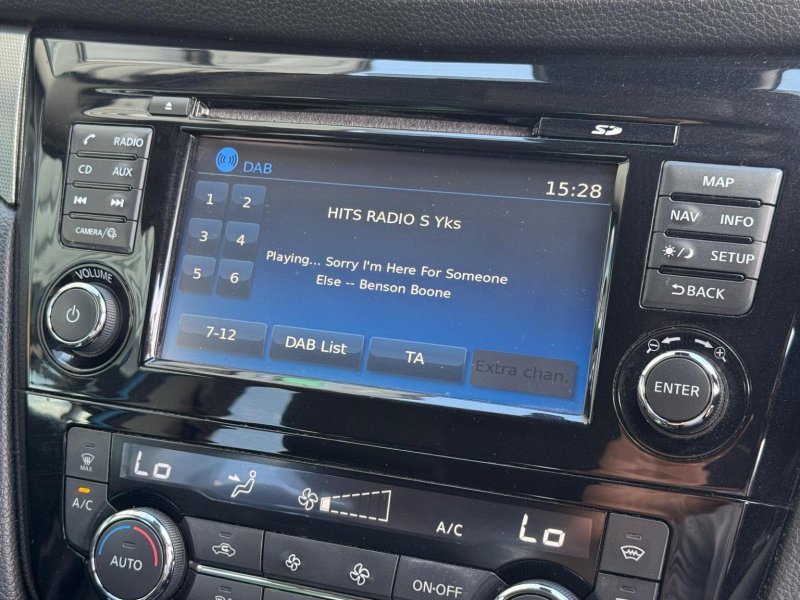 SD
RADIO
CD AUX
CAMERA/
VOLUME
DAB
15:28
1 2
HITS RADIO S Yks
3 4
Playing... Sorry I'm Here For Someone
Else -- Benson Boone
5 6
7-12 DAB List TA Extra chan.
MAP
NAV INFO
SETUP
BACK
ENTER
MAX
Lo
A/C
A/C
Lo
AUTO
ON·OFF